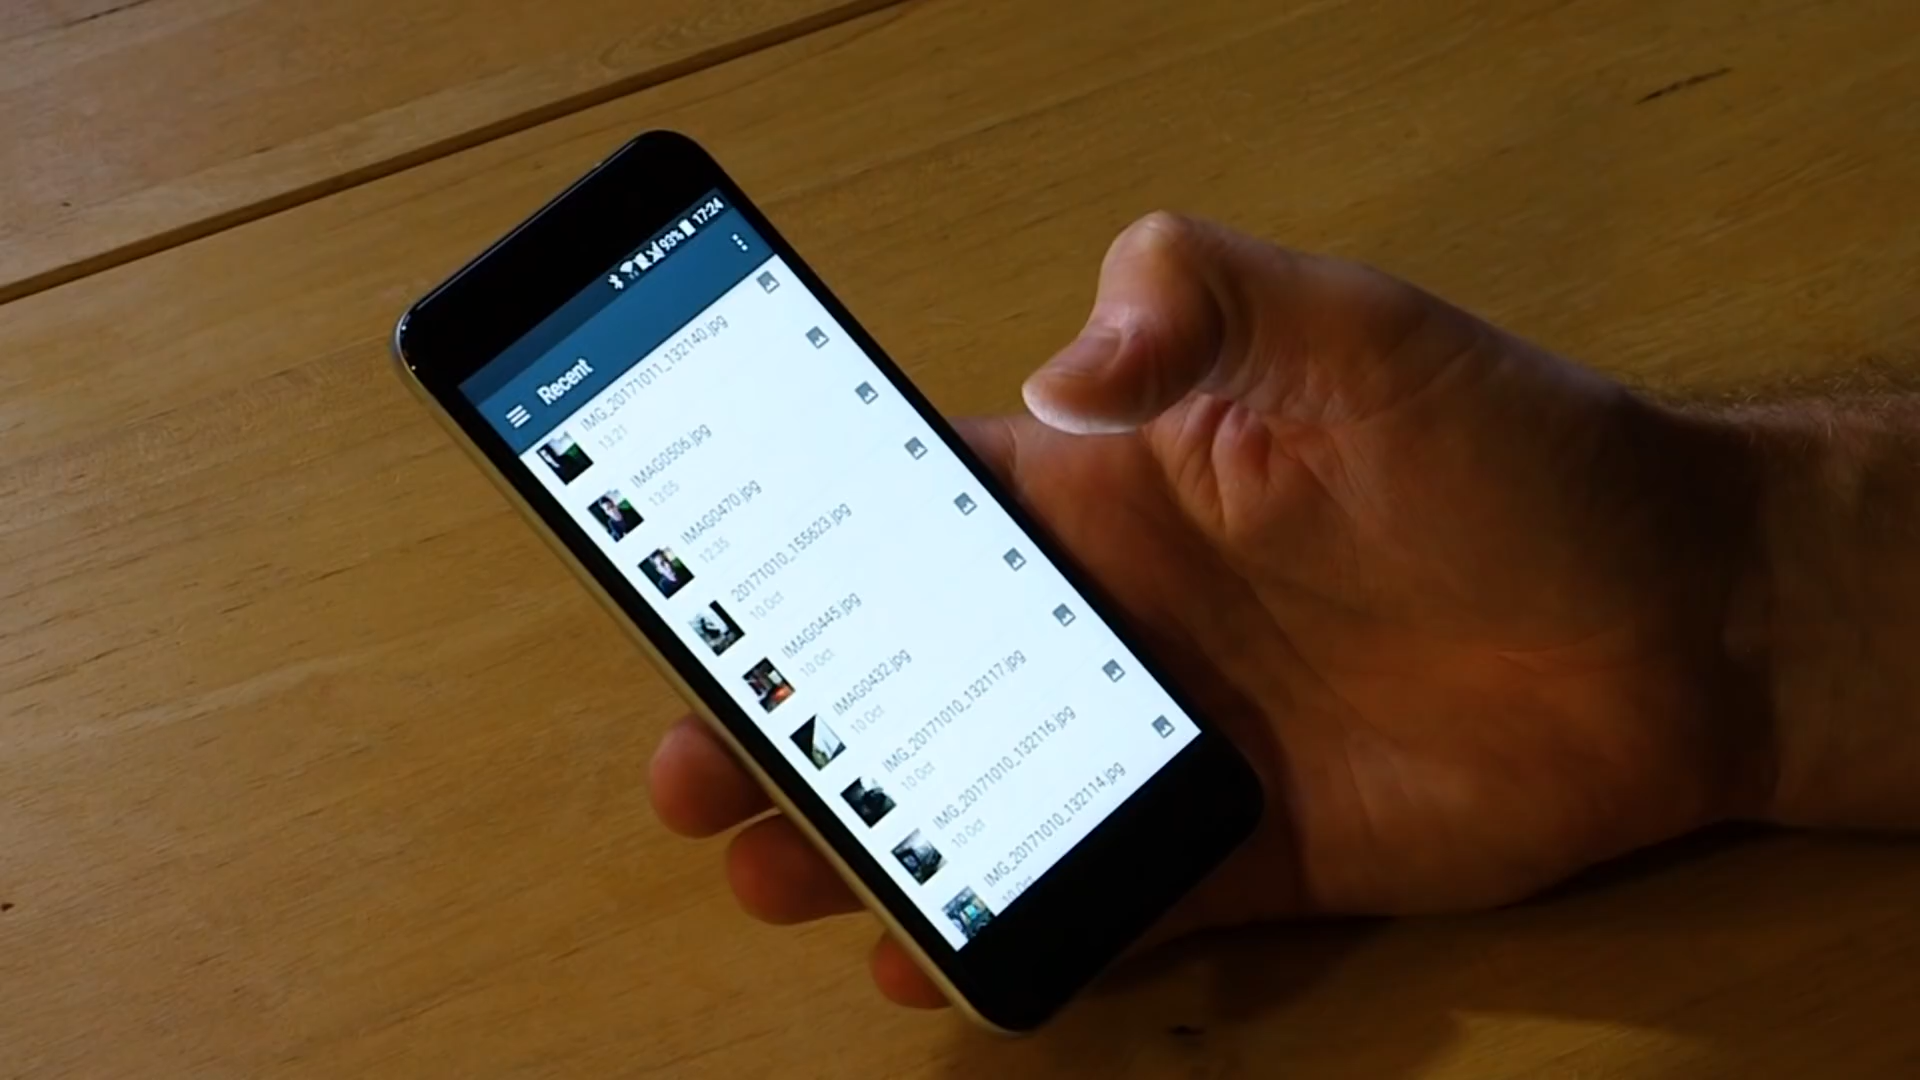 93% 17:24
Recent
IMG_20171011_132140.jpg
13:21
IMAG0506.jpg
13:05
IMAG0470.jpg
12:35
20171010_155623.jpg
10 Oct
IMAG0445.jpg
10 Oct
IMAG0432.jpg
10 Oct
IMG_20171010_132117.jpg
10 Oct
IMG_20171010_132116.jpg
10 Oct
IMG_20171010_132114.jpg
10 Oct